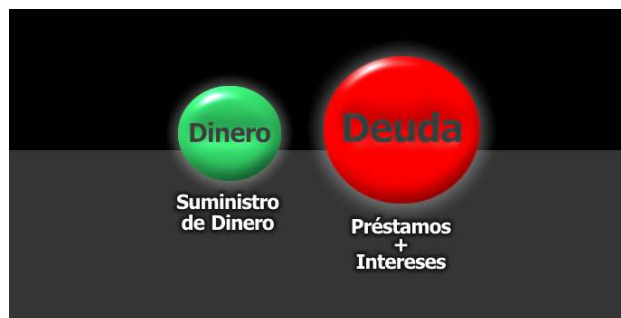 Dinero
Deuda
Suministro
de Dinero
Préstamos
+
Intereses